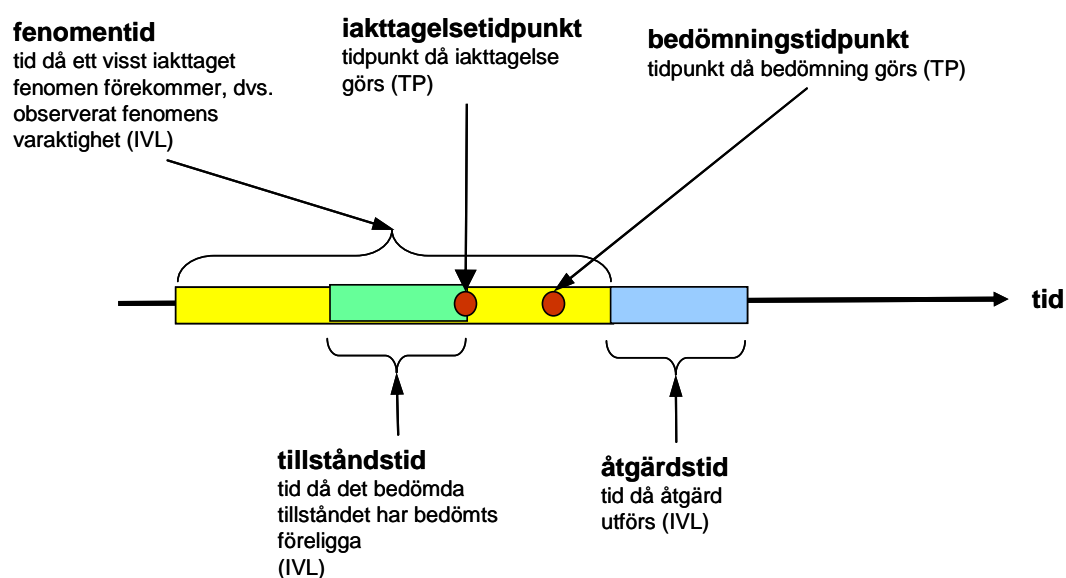 fenomentid
tid då ett visst iakttaget
fenomen förekommer, dvs.
observerat fenomens
varaktighet (IVL)
iakttagelsetidpunkt
tidpunkt då iakttagelse
görs (TP)
bedömningstidpunkt
tidpunkt då bedömning görs (TP)
tid
tillståndstid
tid då det bedömda
tillståndet har bedömts
föreligga
(IVL)
åtgärdstid
tid då åtgärd
utförs (IVL)